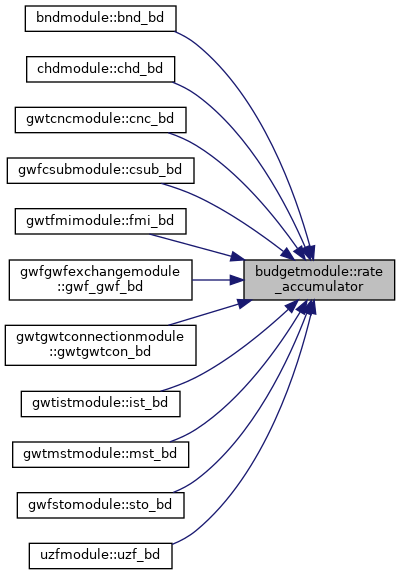 bndmodule::bnd_bd
chdmodule::chd_bd
gwtcncmodule::cnc_bd
gwfcsubmodule::csub_bd
gwtfmimodule::fmi_bd
gwfgwfexchangemodule
::gwf_gwf_bd
gwtgwtconnectionmodule
::gwtgwtcon_bd
gwtistmodule::ist_bd
gwtmstmodule::mst_bd
gwfstomodule::sto_bd
uzfmodule::uzf_bd
budgetmodule::rate
_accumulator